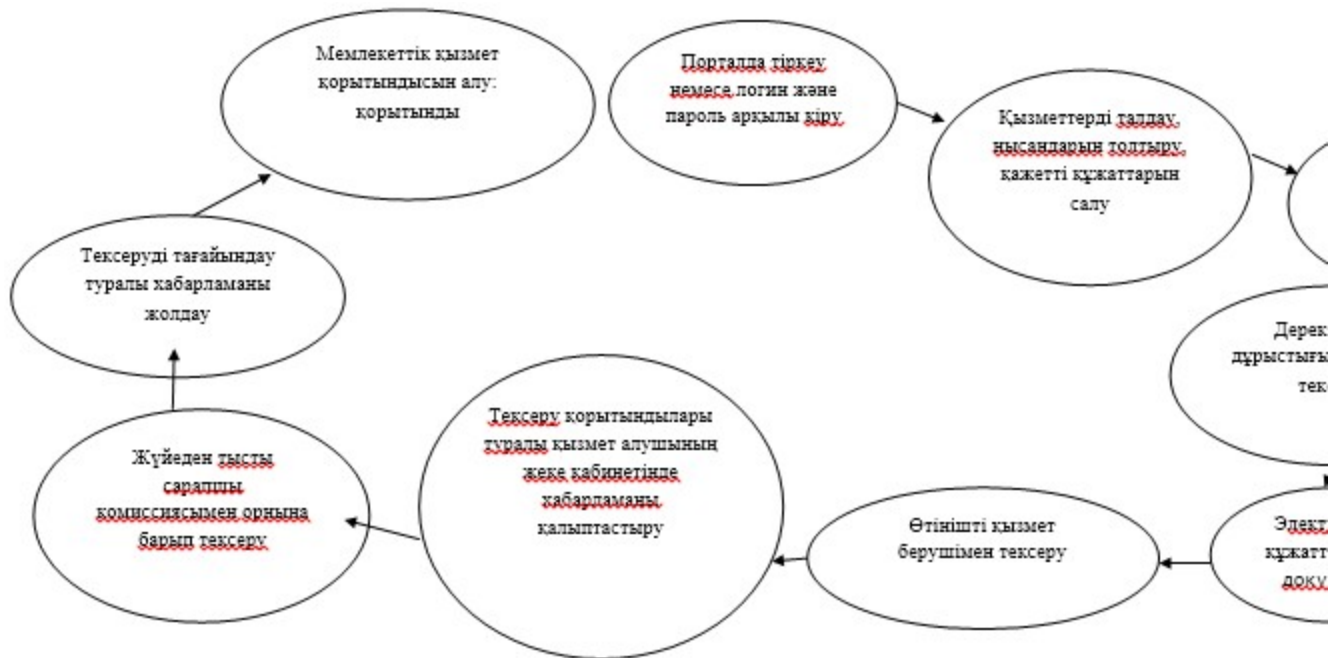 Мемлекеттік қызмет
қорытындысын алу:
қорытынды
Порталда тіркеу
немесе логин және
пароль арқылы кіру
Қызметтерді талдау,
нысандарын толтыру,
қажетті құжаттарын
салу
Тексеруді тағайындау
туралы хабарламаны
жолдау
Жүйеден тысты
сарапшы
комиссиясымен орнына
барып тексеру
Тексеру қорытындылары
туралы қызмет алушының
жеке кабинетінде
хабарламаны
қалыптастыру
Өтінішті қызмет
берушімен тексеру